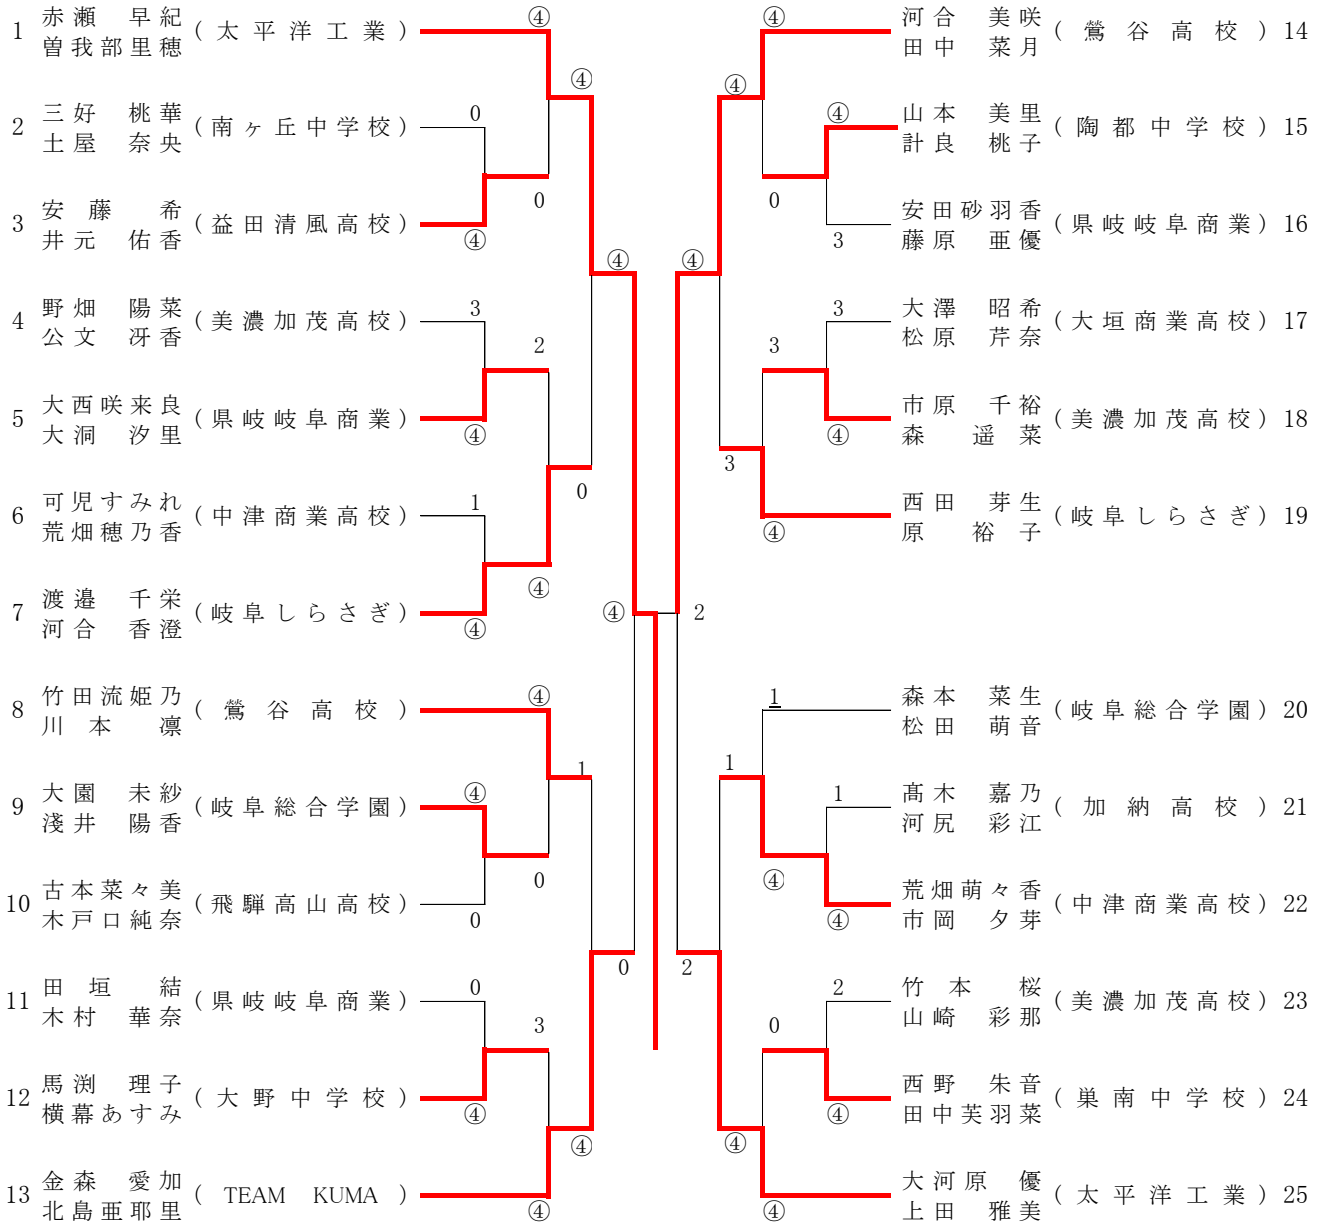 1 赤瀬 早紀 曽我部里穂 (太平洋工業)
2 三好 桃華 土屋 奈央 (南ヶ丘中学校)
3 安藤 希 井元 佑香 (益田清風高校)
4 野畑 陽菜 公文 冴香 (美濃加茂高校)
5 大西咲来良 大洞 汐里 (県岐岐阜商業)
6 可児すみれ 荒畑穂乃香 (中津商業高校)
7 渡邉 千栄 河合 香澄 (岐阜しらさぎ)
8 竹田流姫乃 川本 凛 (鶯谷高校)
9 大園 未紗 淺井 陽香 (岐阜総合学園)
10 古本菜々美 木戸口純奈 (飛騨高山高校)
11 田垣 結 木村 華奈 (県岐岐阜商業)
12 馬渕 理子 横幕あすみ (大野中学校)
13 金森 愛加 北島亜耶里 (TEAM KUMA)
④
④
0
0
④
④
3
2
④
0
1
④
④
④
④
1
④
0
0
0
0
3
④
④
④
河合 美咲 田中 菜月 (鶯谷高校) 14
山本 美里 計良 桃子 (陶都中学校) 15
安田砂羽香 藤原 亜優 (県岐岐阜商業) 16
大澤 昭希 松原 芹奈 (大垣商業高校) 17
市原 千裕 森 遥菜 (美濃加茂高校) 18
西田 芽生 原 裕子 (岐阜しらさぎ) 19
森本 菜生 松田 萌音 (岐阜総合学園) 20
髙木 嘉乃 河尻 彩江 (加納高校) 21
荒畑萌々香 市岡 夕芽 (中津商業高校) 22
竹本 桜 山崎 彩那 (美濃加茂高校) 23
西野 朱音 田中芙羽菜 (巣南中学校) 24
大河原 優 上田 雅美 (太平洋工業) 25
④
④
④
0
3
④
3
3
④
3
④
2
1
1
1
④
④
2
2
0
④
④
④